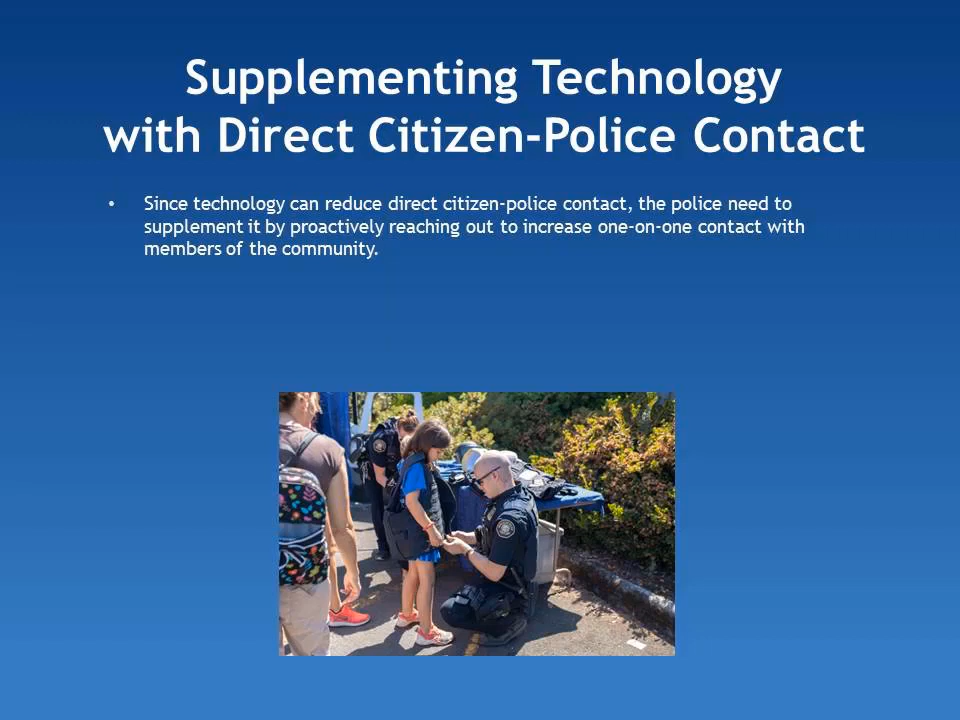 Supplementing Technology
with Direct Citizen-Police Contact
• Since technology can reduce direct citizen-police contact, the police need to
supplement it by proactively reaching out to increase one-on-one contact with
members of the community.